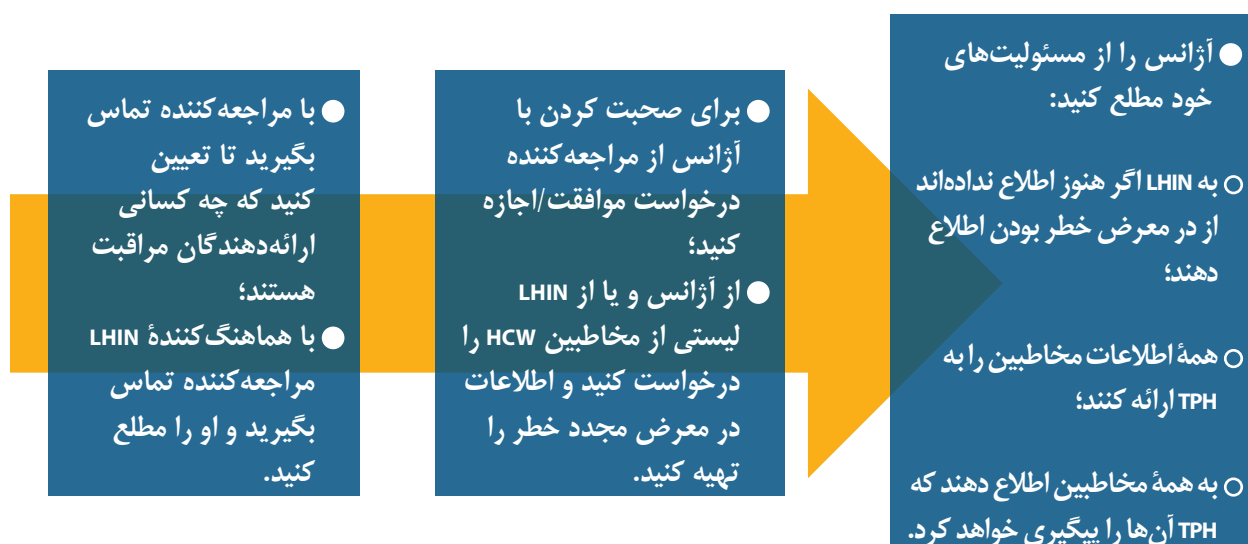 ● با مراجعه‌کننده تماس
بگیرید تا تعیین
کنید که چه کسانی
ارائه‌دهندگان مراقبت
هستند؛
● با هماهنگ‌کنندهٔ LHIN
مراجعه‌کننده تماس
بگیرید و او را مطلع
کنید.
● برای صحبت کردن با
آژانس از مراجعه‌کننده
درخواست موافقت/اجازه
کنید؛
● از آژانس و یا از LHIN
لیستی از مخاطبین HCW را
درخواست کنید و اطلاعات
در معرض مجدد خطر را
تهیه کنید.
● آژانس را از مسئولیت‌های
خود مطلع کنید:
○ به LHIN اگر هنوز اطلاع نداده‌اند
از در معرض خطر بودن اطلاع
دهند؛
○ همهٔ اطلاعات مخاطبین را به
TPH ارائه کنند؛
○ به همهٔ مخاطبین اطلاع دهند که
TPH آن‌ها را پیگیری خواهد کرد.